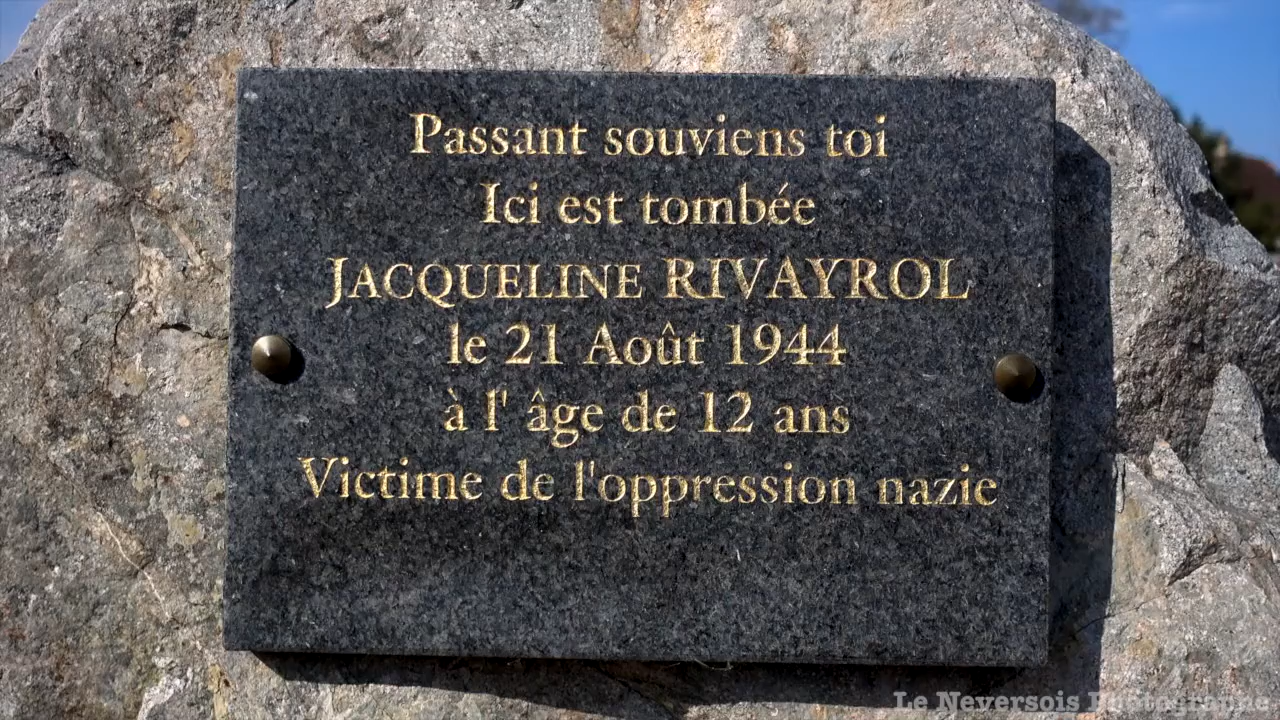 Passant souviens toi
Ici est tombée
JACQUELINE RIVAYROL
le 21 Août 1944
à l' âge de 12 ans
Victime de l'oppression nazie
Le Neversois Photographe